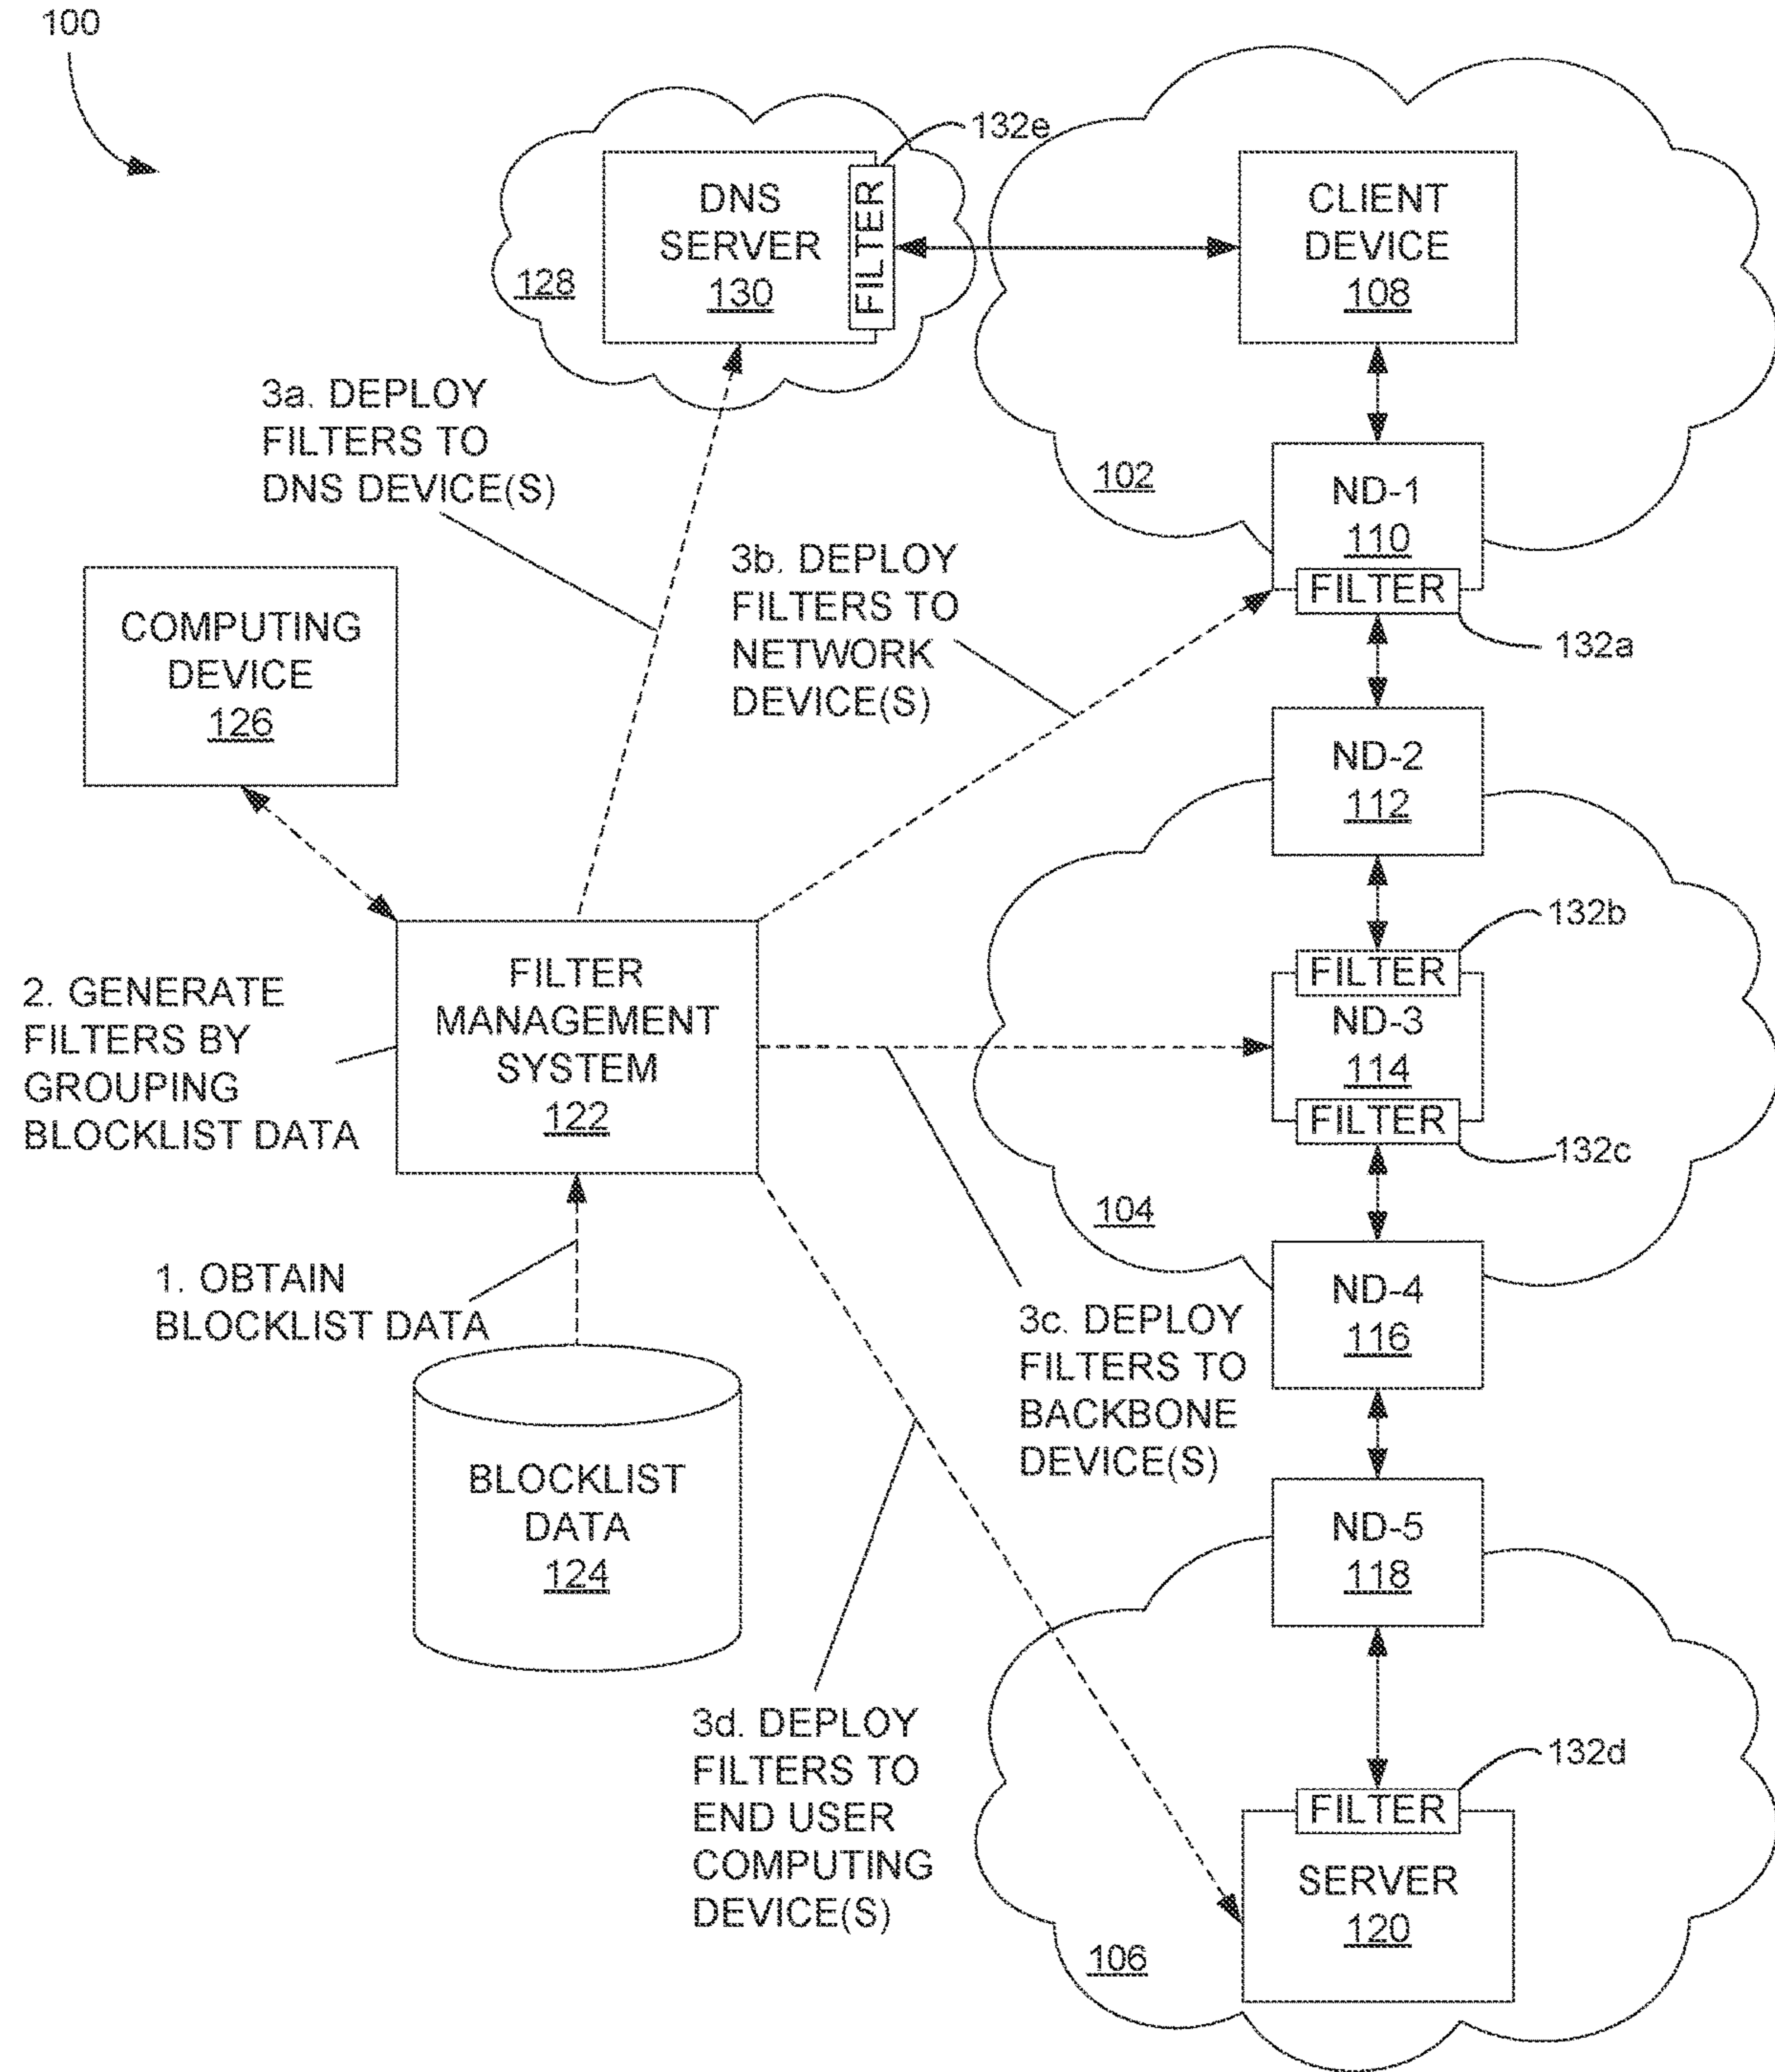 100
132e
DNS
SERVER
130
FILTER
128
CLIENT
DEVICE
108
3a. DEPLOY
FILTERS TO
DNS DEVICE(S)
102
ND-1
110
FILTER
132a
3b. DEPLOY
FILTERS TO
NETWORK
DEVICE(S)
COMPUTING
DEVICE
126
ND-2
112
132b
FILTER
ND-3
114
FILTER
132c
104
FILTER
MANAGEMENT
SYSTEM
122
2. GENERATE
FILTERS BY
GROUPING
BLOCKLIST DATA
1. OBTAIN
BLOCKLIST DATA
3c. DEPLOY
FILTERS TO
BACKBONE
DEVICE(S)
ND-4
116
BLOCKLIST
DATA
124
ND-5
118
3d. DEPLOY
FILTERS TO
END USER
COMPUTING
DEVICE(S)
132d
FILTER
SERVER
120
106